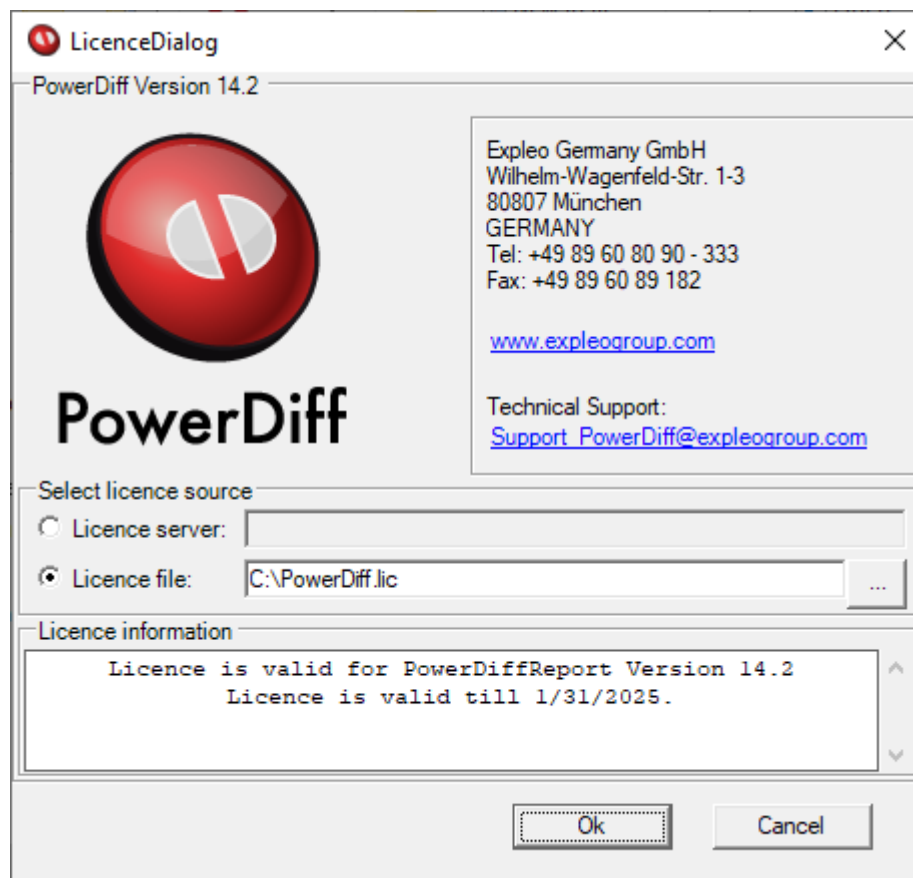 LicenceDialog
PowerDiff Version 14.2
Expleo Germany GmbH
Wilhelm-Wagenfeld-Str. 1-3
80807 München
GERMANY
Tel: +49 89 60 80 90 - 333
Fax: +49 89 60 89 182
www.expleogroup.com
PowerDiff
Technical Support:
Support_PowerDiff@expleogroup.com
Select licence source
Licence server:
Licence file: C:\PowerDiff.lic ...
Licence information
Licence is valid for PowerDiffReport Version 14.2
Licence is valid till 1/31/2025.
Ok Cancel